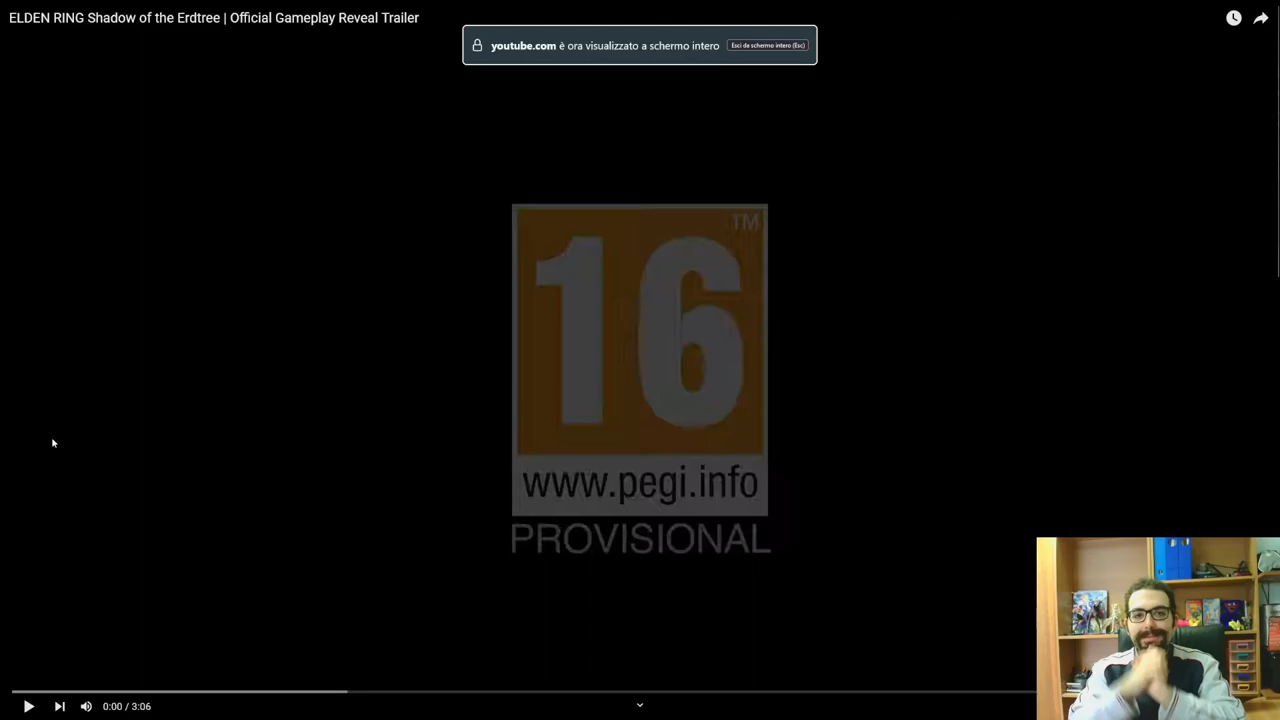 ELDEN RING Shadow of the Erdtree | Official Gameplay Reveal Trailer
youtube.com è ora visualizzato a schermo intero Esci da schermo intero (Esc)
TM
16
www.pegi.info
PROVISIONAL
0:00 / 3:06